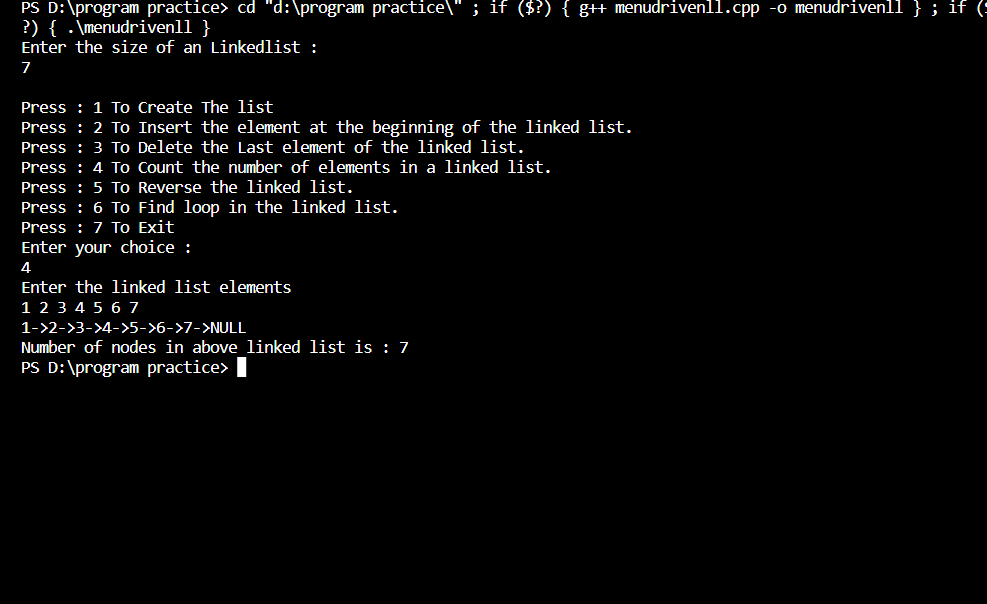 PS D:\program practice> cd "d:\program practice\" ; if ($?) { g++ menudrivenll.cpp -o menudrivenll } ; if ($
?) { .\menudrivenll }
Enter the size of an Linkedlist :
7
Press : 1 To Create The list
Press : 2 To Insert the element at the beginning of the linked list.
Press : 3 To Delete the Last element of the linked list.
Press : 4 To Count the number of elements in a linked list.
Press : 5 To Reverse the linked list.
Press : 6 To Find loop in the linked list.
Press : 7 To Exit
Enter your choice :
4
Enter the linked list elements
1 2 3 4 5 6 7
1->2->3->4->5->6->7->NULL
Number of nodes in above linked list is : 7
PS D:\program practice>